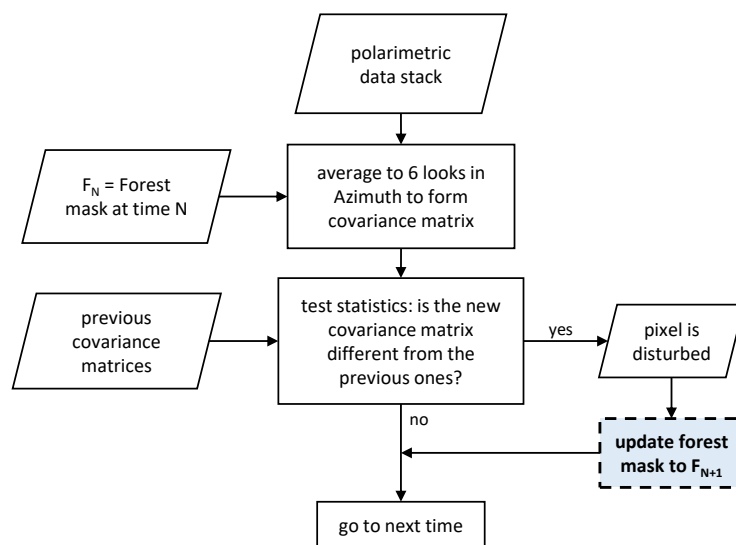 polarimetric
data stack
F_N = Forest
mask at time N
average to 6 looks in
Azimuth to form
covariance matrix
previous
covariance
matrices
test statistics: is the new
covariance matrix
different from the
previous ones?
yes
pixel is
disturbed
no
update forest
mask to F_N+1
go to next time